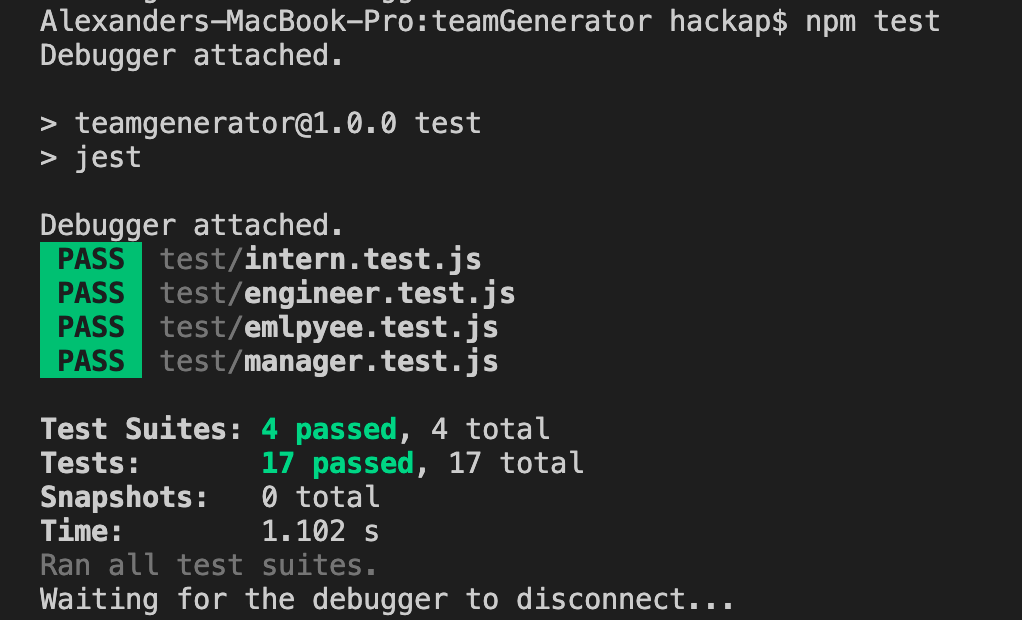 Alexanders-MacBook-Pro:teamGenerator hackap$ npm test
Debugger attached.
> teamgenerator@1.0.0 test
> jest
Debugger attached.
PASS test/intern.test.js
PASS test/engineer.test.js
PASS test/emlpyee.test.js
PASS test/manager.test.js
Test Suites: 4 passed, 4 total
Tests: 17 passed, 17 total
Snapshots: 0 total
Time: 1.102 s
Ran all test suites.
Waiting for the debugger to disconnect...